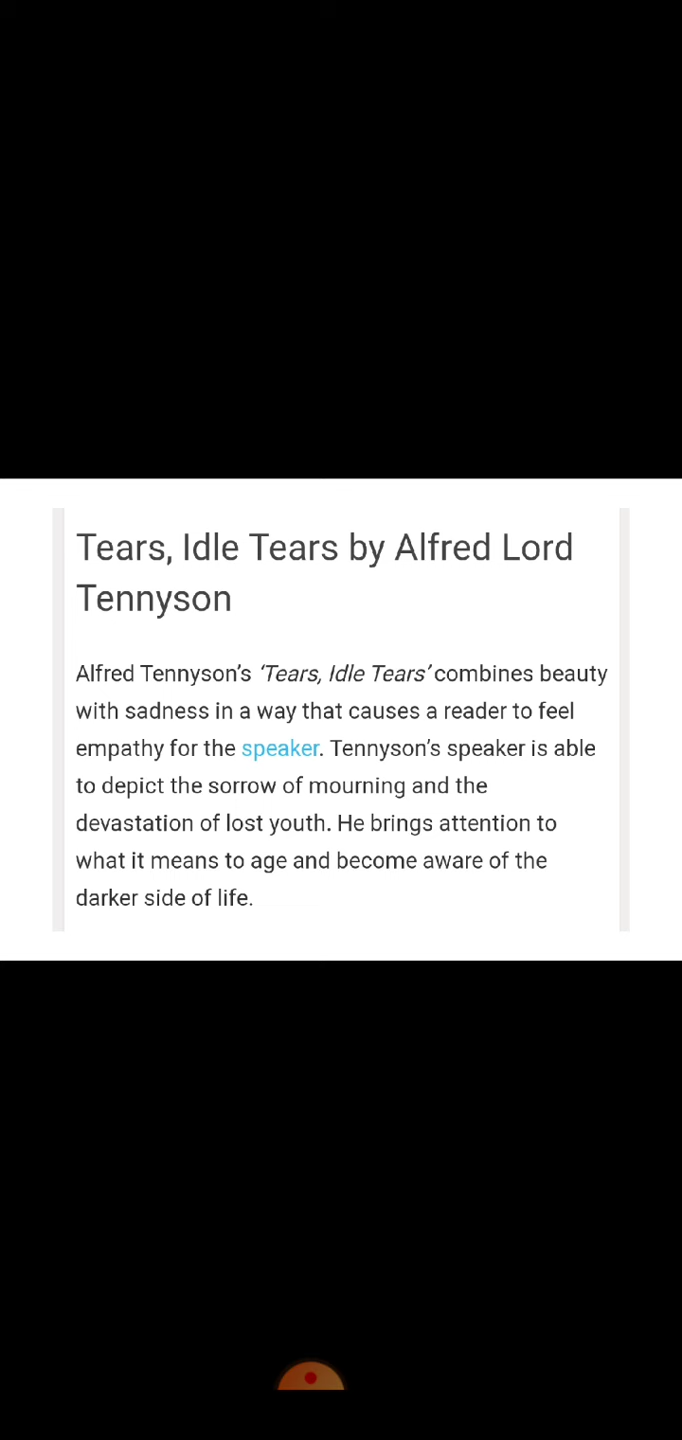 Tears, Idle Tears by Alfred Lord
Tennyson
Alfred Tennyson’s ‘Tears, Idle Tears’ combines beauty
with sadness in a way that causes a reader to feel
empathy for the speaker. Tennyson’s speaker is able
to depict the sorrow of mourning and the
devastation of lost youth. He brings attention to
what it means to age and become aware of the
darker side of life.